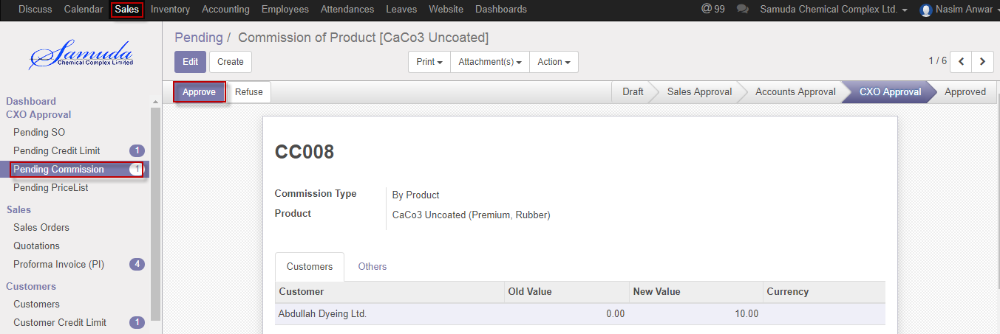 Discuss Calendar Sales Inventory Accounting Employees Attendances Leaves Website Dashboards @ 99 Samuda Chemical Complex Ltd. Nasim Anwar
Samuda
Chemical Complex Limited
Pending / Commission of Product [CaCo3 Uncoated]
Edit Create Print Attachment(s) Action 1 / 6
Approve Refuse Draft Sales Approval Accounts Approval CXO Approval Approved
Dashboard
CXO Approval
Pending SO
Pending Credit Limit 1
Pending Commission 1
Pending PriceList
Sales
Sales Orders
Quotations
Proforma Invoice (PI) 4
Customers
Customers
Customer Credit Limit 1
CC008
Commission Type By Product
Product CaCo3 Uncoated (Premium, Rubber)
Customers Others
Customer Old Value New Value Currency
Abdullah Dyeing Ltd. 0.00 10.00